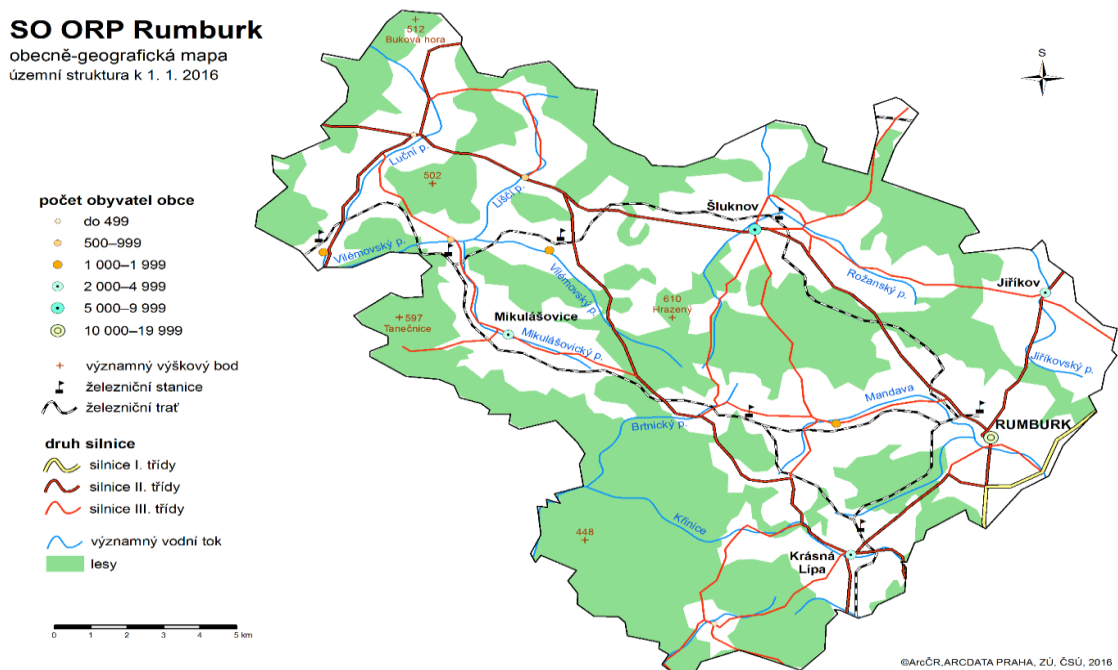 SO ORP Rumburk
obecně-geografická mapa
územní struktura k 1. 1. 2016
S
512
Buková hora
Luční p.
502
Liščí p.
Vilémovský p.
Vilémovský p.
Šluknov
Rožanský p.
Jiříkov
Jiříkovský p.
610
Hrazený
597
Tanečnice
Mikulášovice
Mikulášovický p.
Mandava
Brtnický p.
RUMBURK
Křinice
448
Krásná
Lípa
počet obyvatel obce
do 499
500–999
1 000–1 999
2 000–4 999
5 000–9 999
10 000–19 999
významný výškový bod
železniční stanice
železniční trať
druh silnice
silnice I. třídy
silnice II. třídy
silnice III. třídy
významný vodní tok
lesy
0 1 2 3 4 5 km
©ArcČR,ARCDATA PRAHA, ZÚ, ČSÚ, 2016